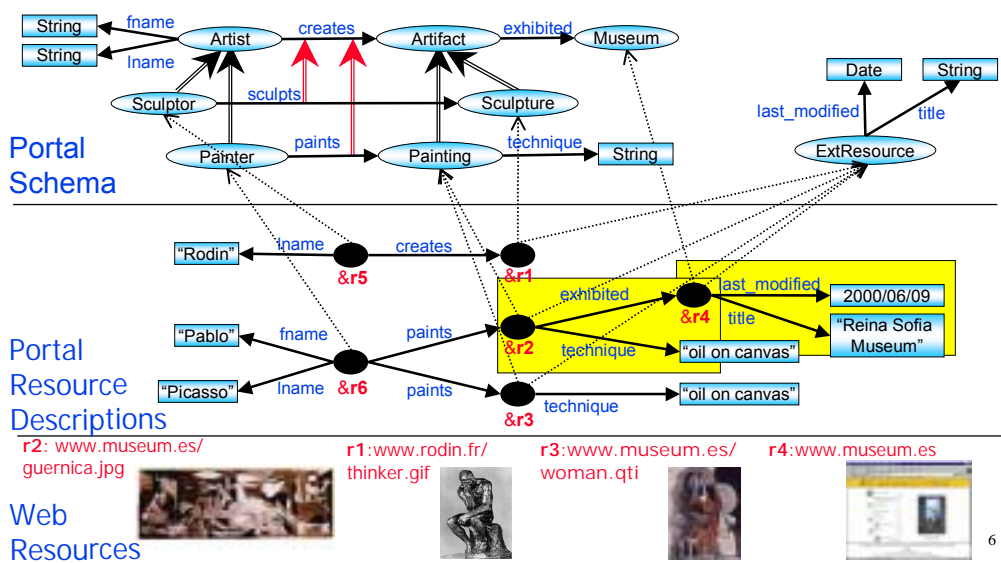 String
fname
Artist
creates
Artifact
exhibited
Museum
String
lname
Date
String
Sculptor
sculpts
Sculpture
last_modified
title
Portal
Schema
Painter
paints
Painting
technique
String
ExtResource
“Rodin”
lname
creates
&r5
&r1
exhibited
last_modified
2000/06/09
&r4
title
“Reina Sofia
Museum”
“Pablo”
fname
paints
&r2
technique
“oil on canvas”
Portal
Resource
Descriptions
“Picasso”
lname
&r6
paints
&r3
technique
“oil on canvas”
r2: www.museum.es/
guernica.jpg
r1:www.rodin.fr/
thinker.gif
r3:www.museum.es/
woman.qti
r4:www.museum.es
Web
Resources
6